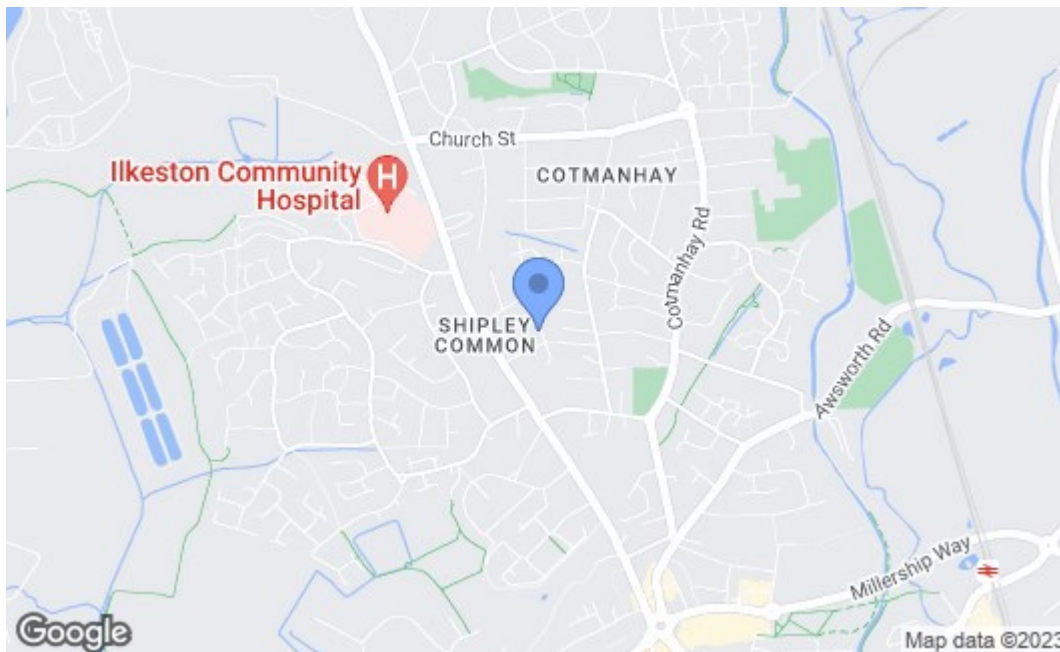 Church St
COTMANHAY
Ilkeston Community
Hospital
H
Cotmanhay Rd
SHIPLEY
COMMON
Awsworth Rd
Millership Way
Google
Map data ©2023